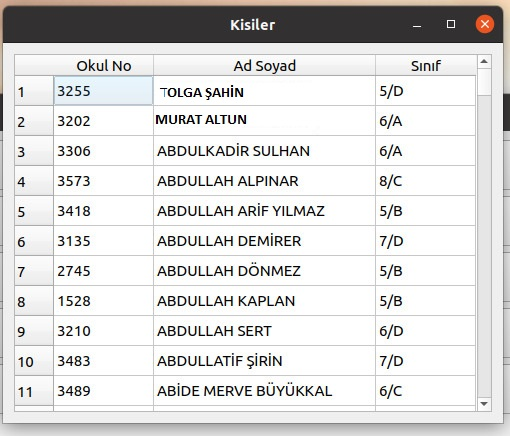 Kisiler
Okul No Ad Soyad Sınıf
1 3255 TOLGA ŞAHİN 5/D
2 3202 MURAT ALTUN 6/A
3 3306 ABDULKADİR SULHAN 6/A
4 3573 ABDULLAH ALPINAR 8/C
5 3418 ABDULLAH ARİF YILMAZ 5/B
6 3135 ABDULLAH DEMİRER 7/D
7 2745 ABDULLAH DÖNMEZ 5/B
8 1528 ABDULLAH KAPLAN 5/B
9 3210 ABDULLAH SERT 6/D
10 3483 ABDULLATİF ŞİRİN 7/D
11 3489 ABİDE MERVE BÜYÜKKAL 6/C